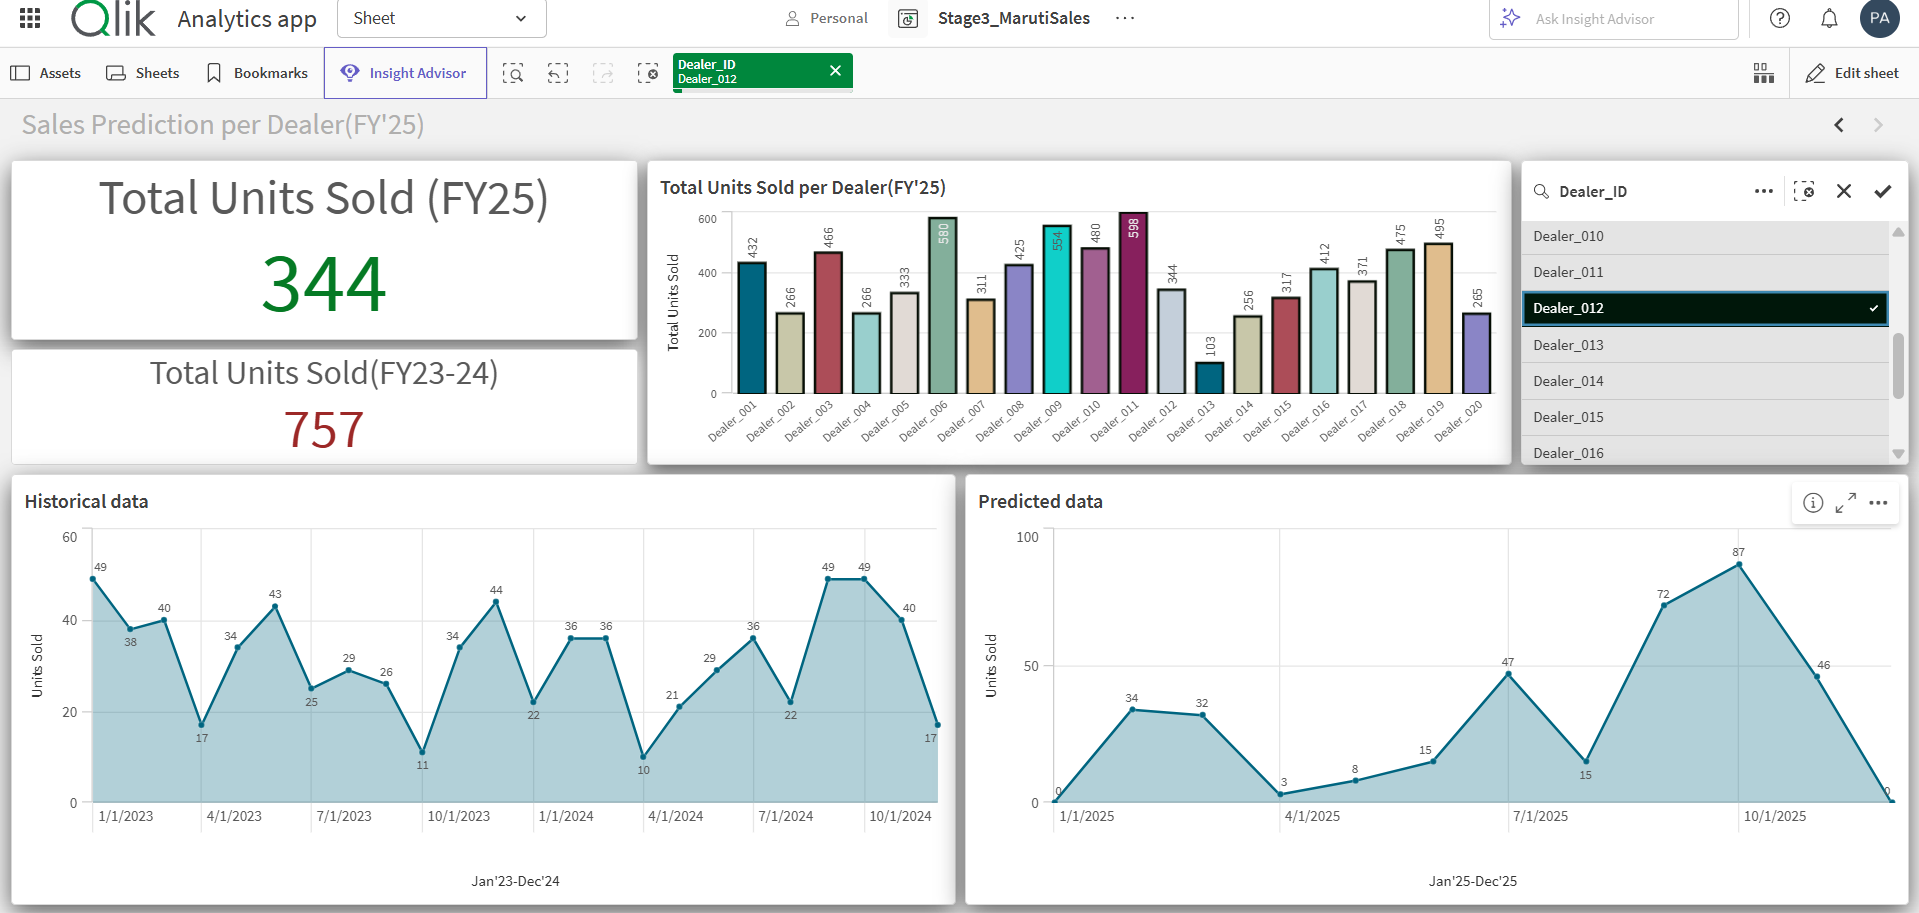 Qlik
Analytics app
Sheet
Personal
Stage3_MarutiSales
Ask Insight Advisor
PA
Assets
Sheets
Bookmarks
Insight Advisor
Dealer_ID
Dealer_012
Edit sheet
Sales Prediction per Dealer(FY'25)
Total Units Sold (FY25)
344
Total Units Sold(FY23-24)
757
Total Units Sold per Dealer(FY'25)
Total Units Sold
600
400
200
0
432
266
466
266
333
580
311
425
554
480
598
344
103
256
317
412
371
475
495
265
Dealer_001
Dealer_002
Dealer_003
Dealer_004
Dealer_005
Dealer_006
Dealer_007
Dealer_008
Dealer_009
Dealer_010
Dealer_011
Dealer_012
Dealer_013
Dealer_014
Dealer_015
Dealer_016
Dealer_017
Dealer_018
Dealer_019
Dealer_020
Dealer_ID
Dealer_010
Dealer_011
Dealer_012
Dealer_013
Dealer_014
Dealer_015
Dealer_016
Historical data
Units Sold
60
40
20
0
49
38
40
17
34
43
25
29
26
11
34
44
22
36
36
10
21
29
36
22
49
49
40
17
1/1/2023
4/1/2023
7/1/2023
10/1/2023
1/1/2024
4/1/2024
7/1/2024
10/1/2024
Jan'23-Dec'24
Predicted data
Units Sold
100
50
0
0
34
32
3
8
15
47
15
72
87
46
0
1/1/2025
4/1/2025
7/1/2025
10/1/2025
Jan'25-Dec'25